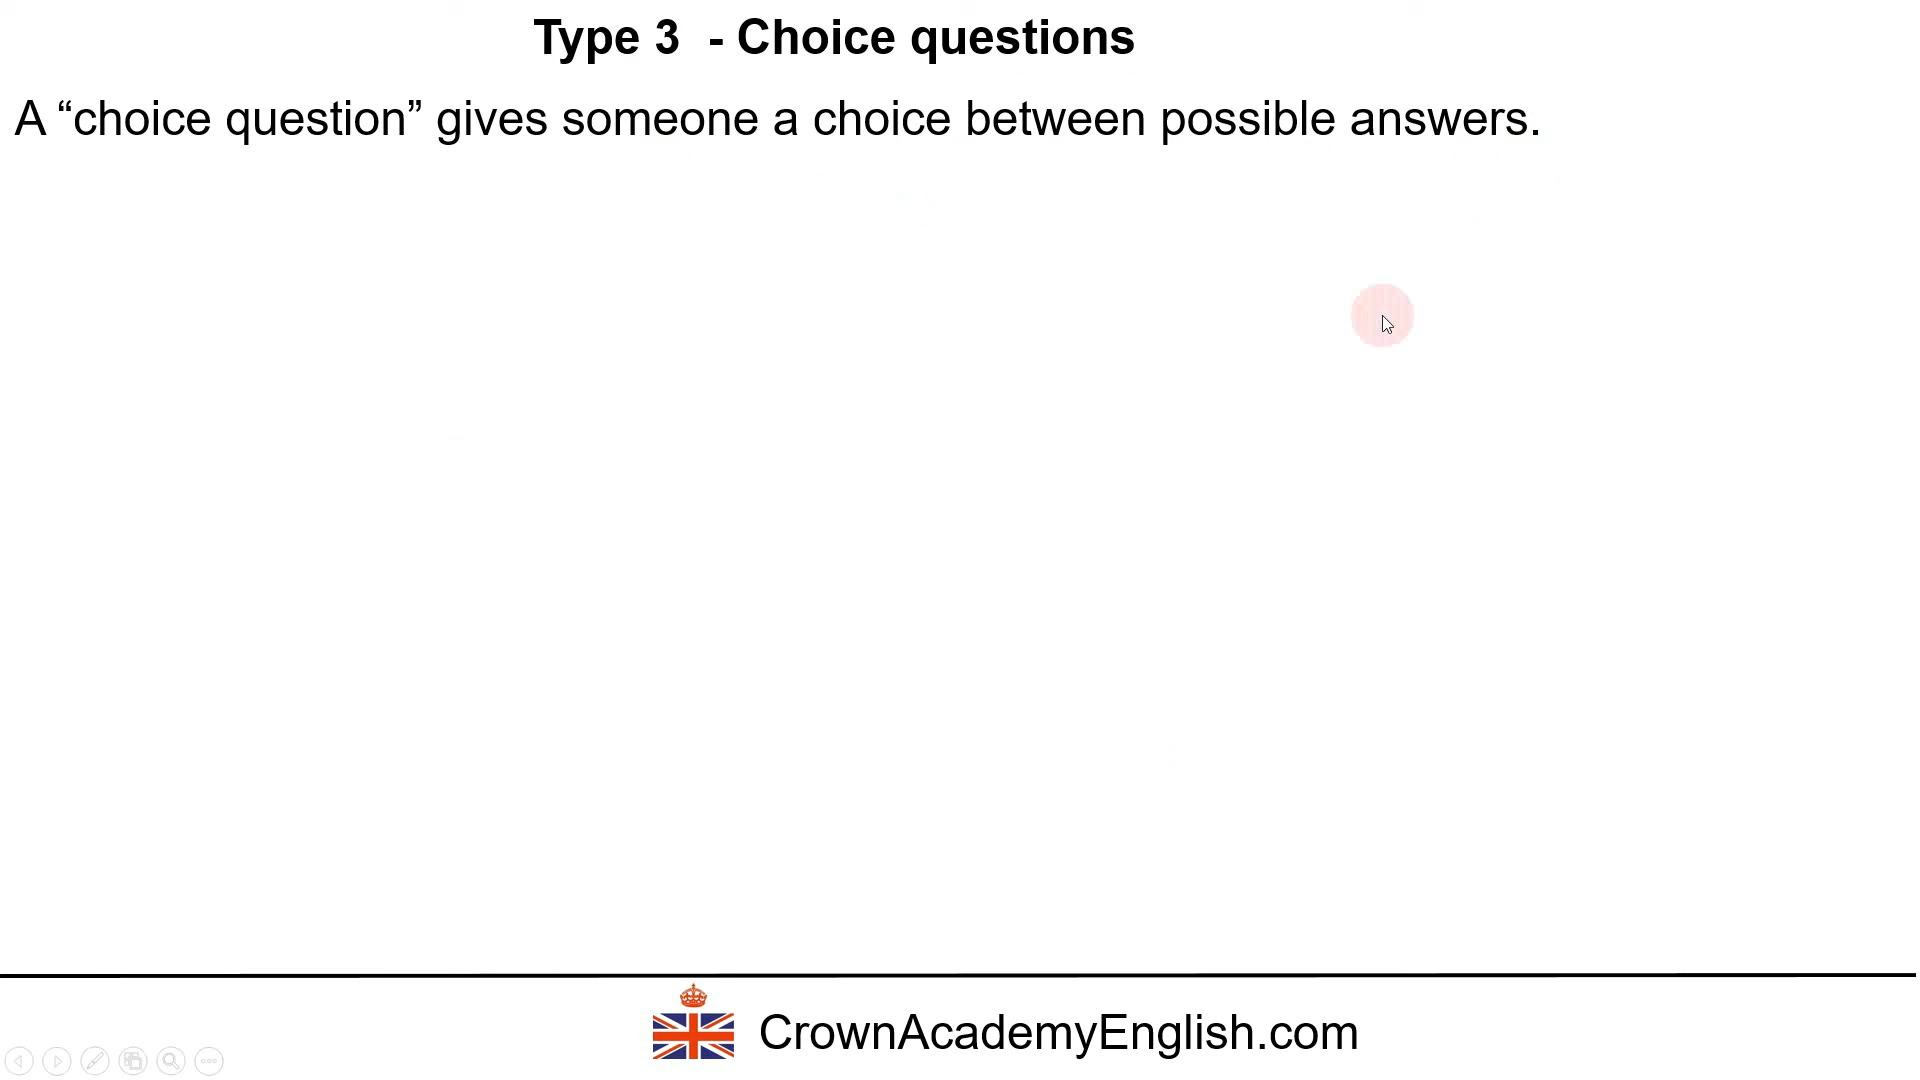 Type 3  - Choice questions
A “choice question” gives someone a choice between possible answers.
CrownAcademyEnglish.com